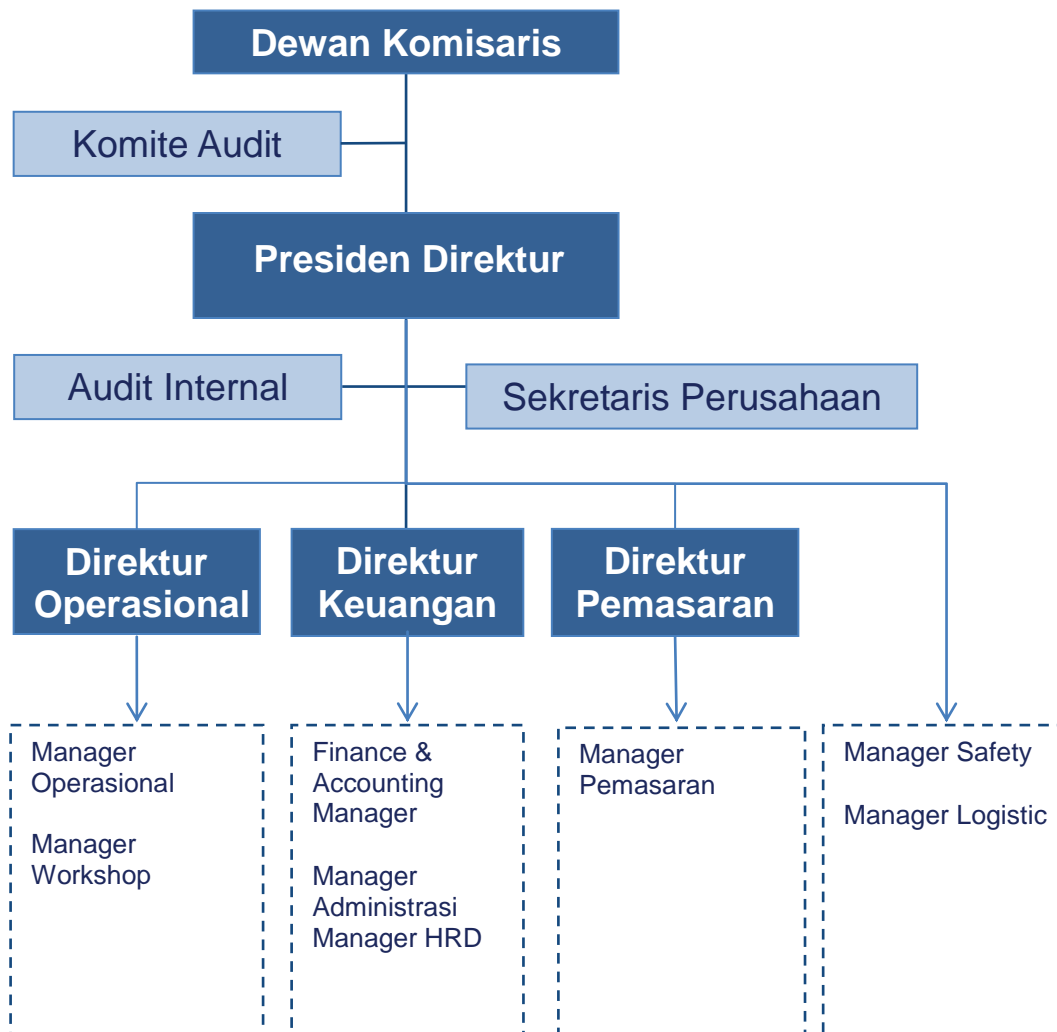 Dewan Komisaris
Komite Audit
Presiden Direktur
Audit Internal
Sekretaris Perusahaan
Direktur
Operasional
Direktur
Keuangan
Direktur
Pemasaran
Manager
Operasional
Manager
Workshop
Finance &
Accounting
Manager
Manager
Administrasi
Manager HRD
Manager
Pemasaran
Manager Safety
Manager Logistic